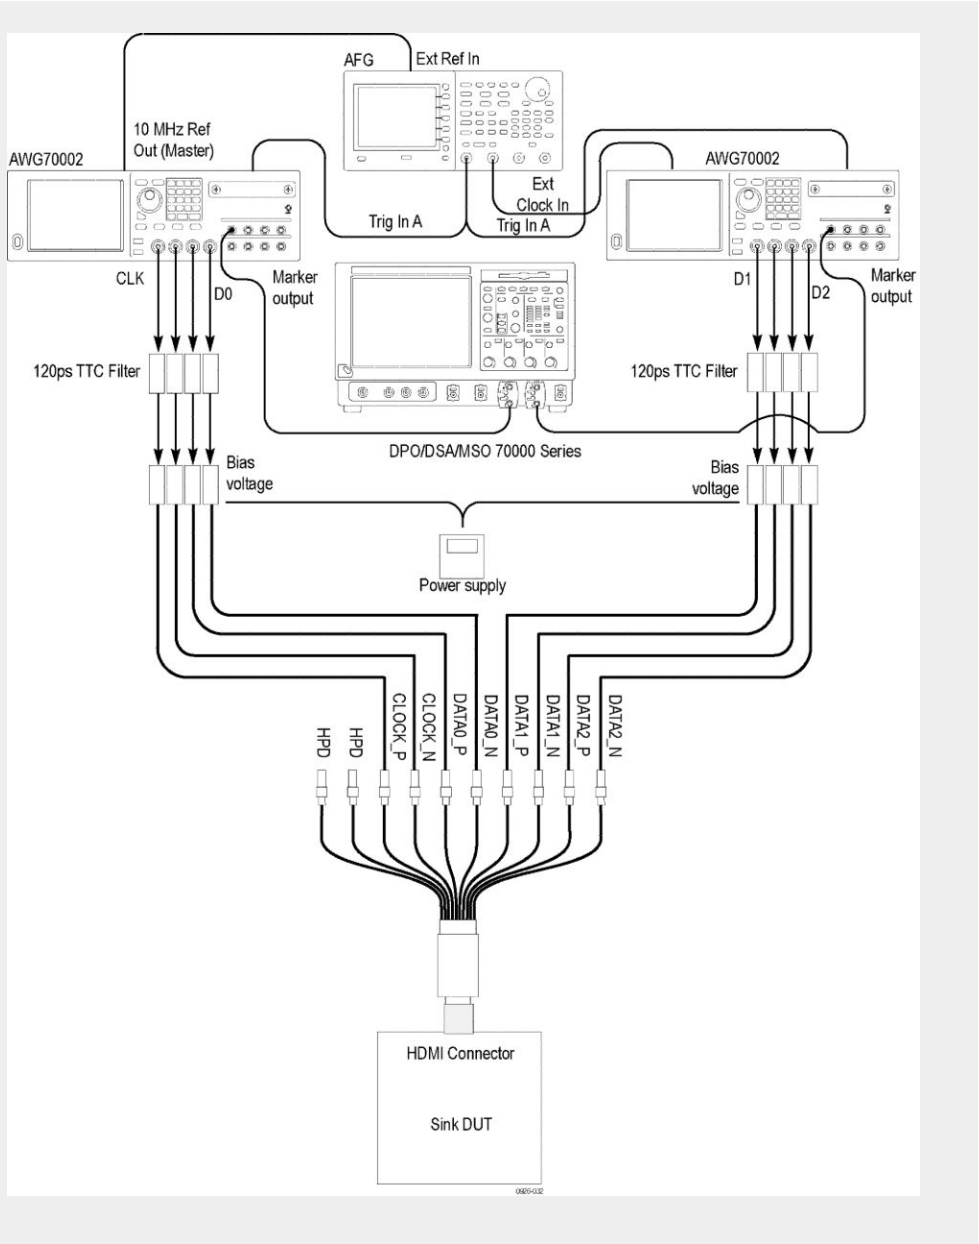 AFG
Ext Ref In
10 MHz Ref
Out (Master)
AWG70002
AWG70002
Ext
Clock In
Trig In A
Trig In A
CLK
D0
Marker
output
D1
D2
Marker
output
120ps TTC Filter
120ps TTC Filter
DPO/DSA/MSO 70000 Series
Bias
voltage
Bias
voltage
Power supply
HPD
HPD
CLOCK_P
CLOCK_N
DATA0_P
DATA0_N
DATA1_P
DATA1_N
DATA2_P
DATA2_N
HDMI Connector
Sink DUT
0926-032